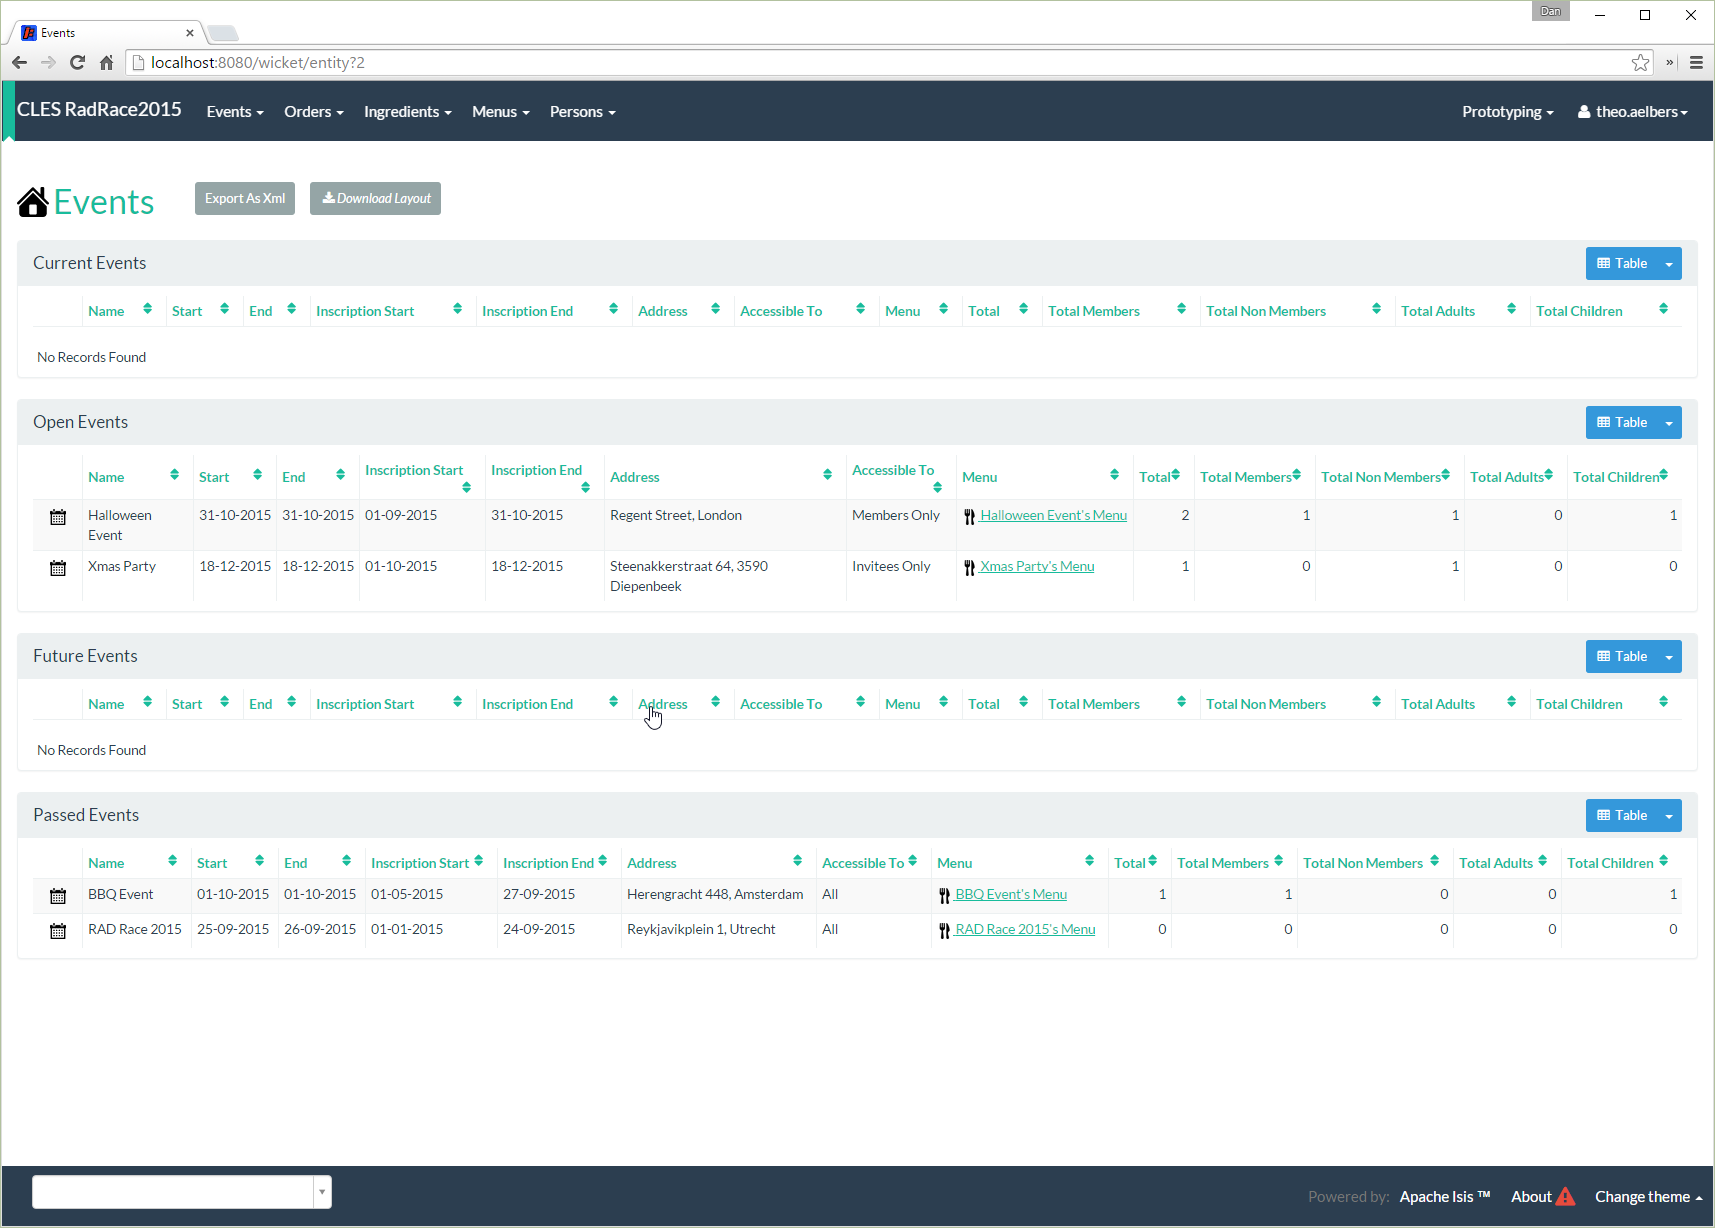 Dan
Events
localhost:8080/wicket/entity?2
CLES RadRace2015 Events Orders Ingredients Menus Persons Prototyping theo.aelbers
Events Export As Xml Download Layout
Current Events Table
Name Start End Inscription Start Inscription End Address Accessible To Menu Total Total Members Total Non Members Total Adults Total Children
No Records Found
Open Events Table
Name Start End Inscription Start Inscription End Address Accessible To Menu Total Total Members Total Non Members Total Adults Total Children
Halloween 31-10-2015 31-10-2015 01-09-2015 31-10-2015 Regent Street, London Members Only Halloween Event's Menu 2 1 1 0 1
Event
Xmas Party 18-12-2015 18-12-2015 01-10-2015 18-12-2015 Steenakkerstraat 64, 3590 Invitees Only Xmas Party's Menu 1 0 1 0 0
Diepenbeek
Future Events Table
Name Start End Inscription Start Inscription End Address Accessible To Menu Total Total Members Total Non Members Total Adults Total Children
No Records Found
Passed Events Table
Name Start End Inscription Start Inscription End Address Accessible To Menu Total Total Members Total Non Members Total Adults Total Children
BBQ Event 01-10-2015 01-10-2015 01-05-2015 27-09-2015 Herengracht 448, Amsterdam All BBQ Event's Menu 1 1 0 0 1
RAD Race 2015 25-09-2015 26-09-2015 01-01-2015 24-09-2015 Reykjavikplein 1, Utrecht All RAD Race 2015's Menu 0 0 0 0 0
Powered by: Apache Isis ™ About Change theme